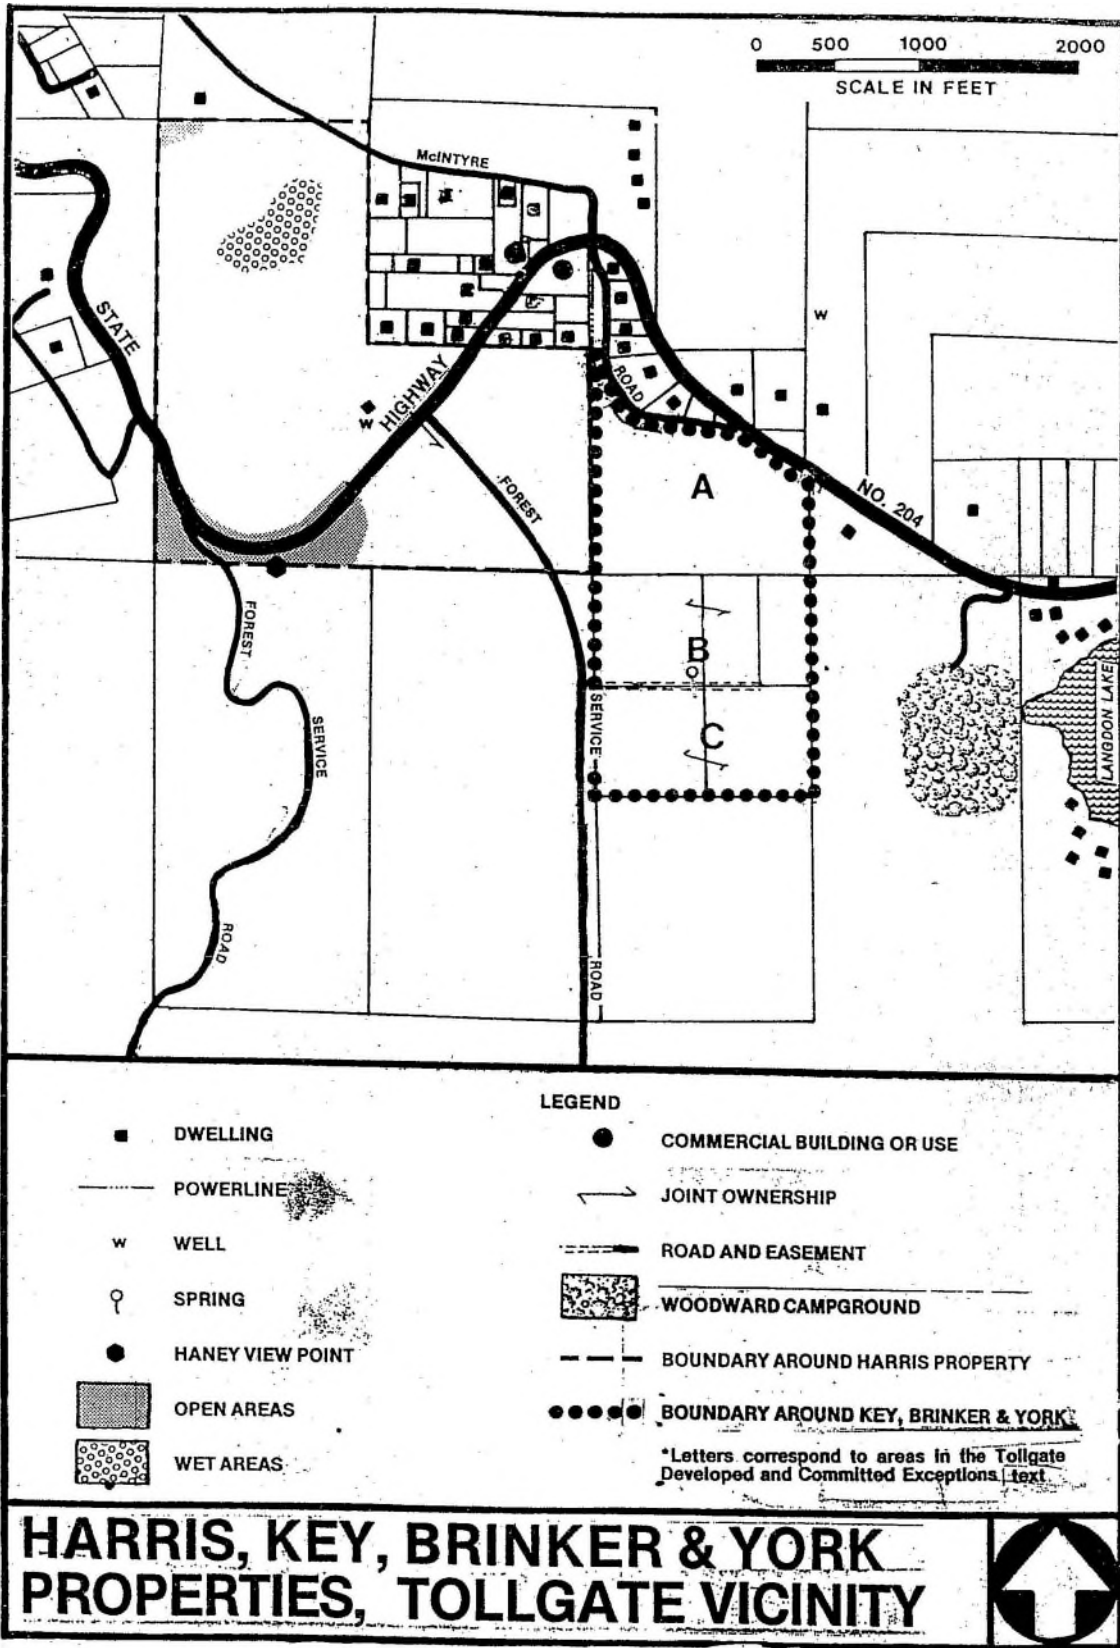 0 500 1000 2000
SCALE IN FEET
McINTYRE
STATE
HIGHWAY
ROAD
W
W
A
NO. 204
FOREST
FOREST
B
C
SERVICE
SERVICE
LANGDON LAKE
ROAD
ROAD
LEGEND
DWELLING
POWERLINE
W WELL
SPRING
HANEY VIEW POINT
OPEN AREAS
WET AREAS
COMMERCIAL BUILDING OR USE
JOINT OWNERSHIP
ROAD AND EASEMENT
WOODWARD CAMPGROUND
BOUNDARY AROUND HARRIS PROPERTY
BOUNDARY AROUND KEY, BRINKER & YORK
*Letters correspond to areas in the Tollgate
Developed and Committed Exceptions text
HARRIS, KEY, BRINKER & YORK
PROPERTIES, TOLLGATE VICINITY